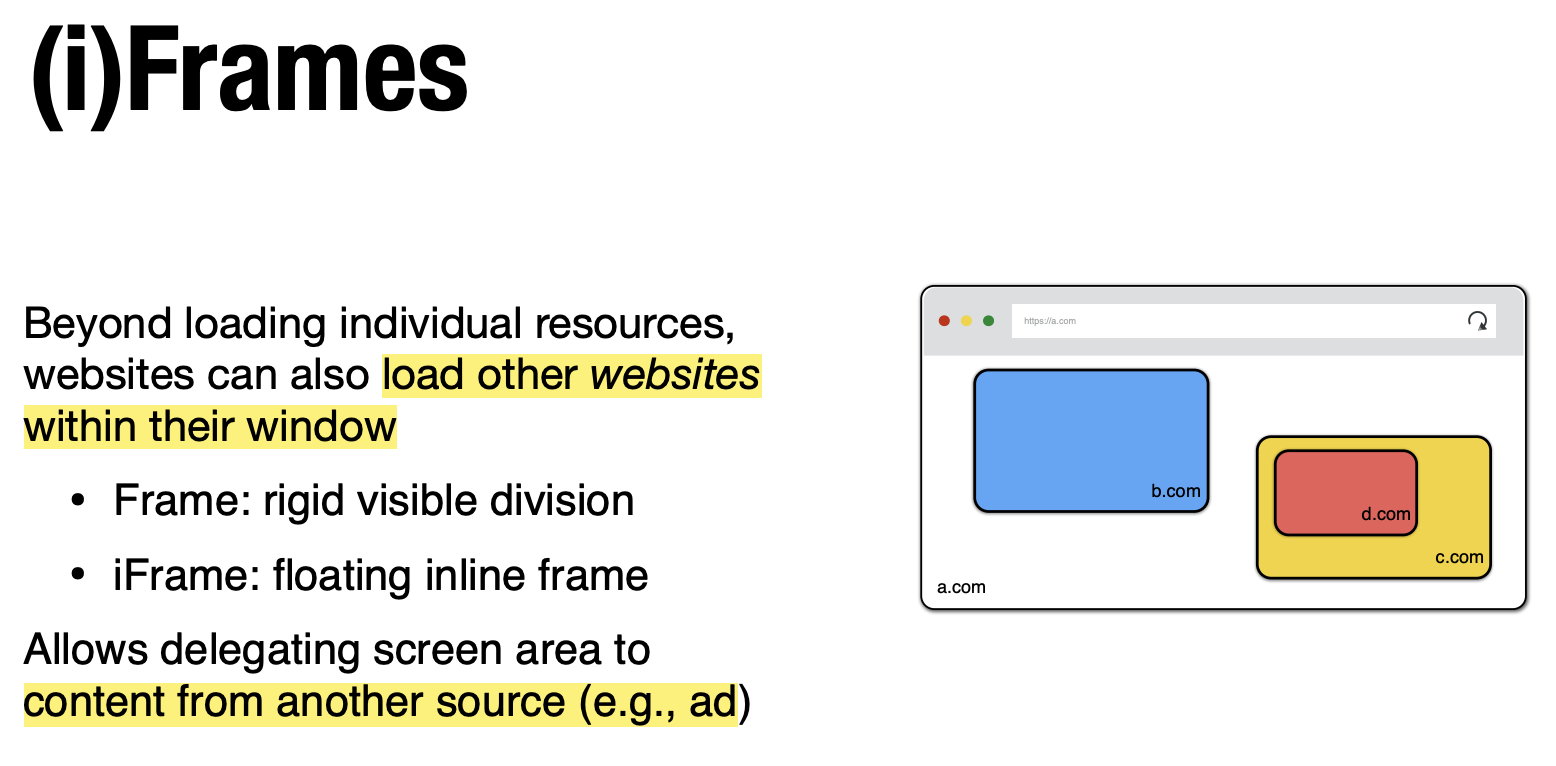 (i)Frames
Beyond loading individual resources,
websites can also load other websites
within their window
• Frame: rigid visible division
• iFrame: floating inline frame
Allows delegating screen area to
content from another source (e.g., ad)
https://a.com
b.com
d.com
c.com
a.com